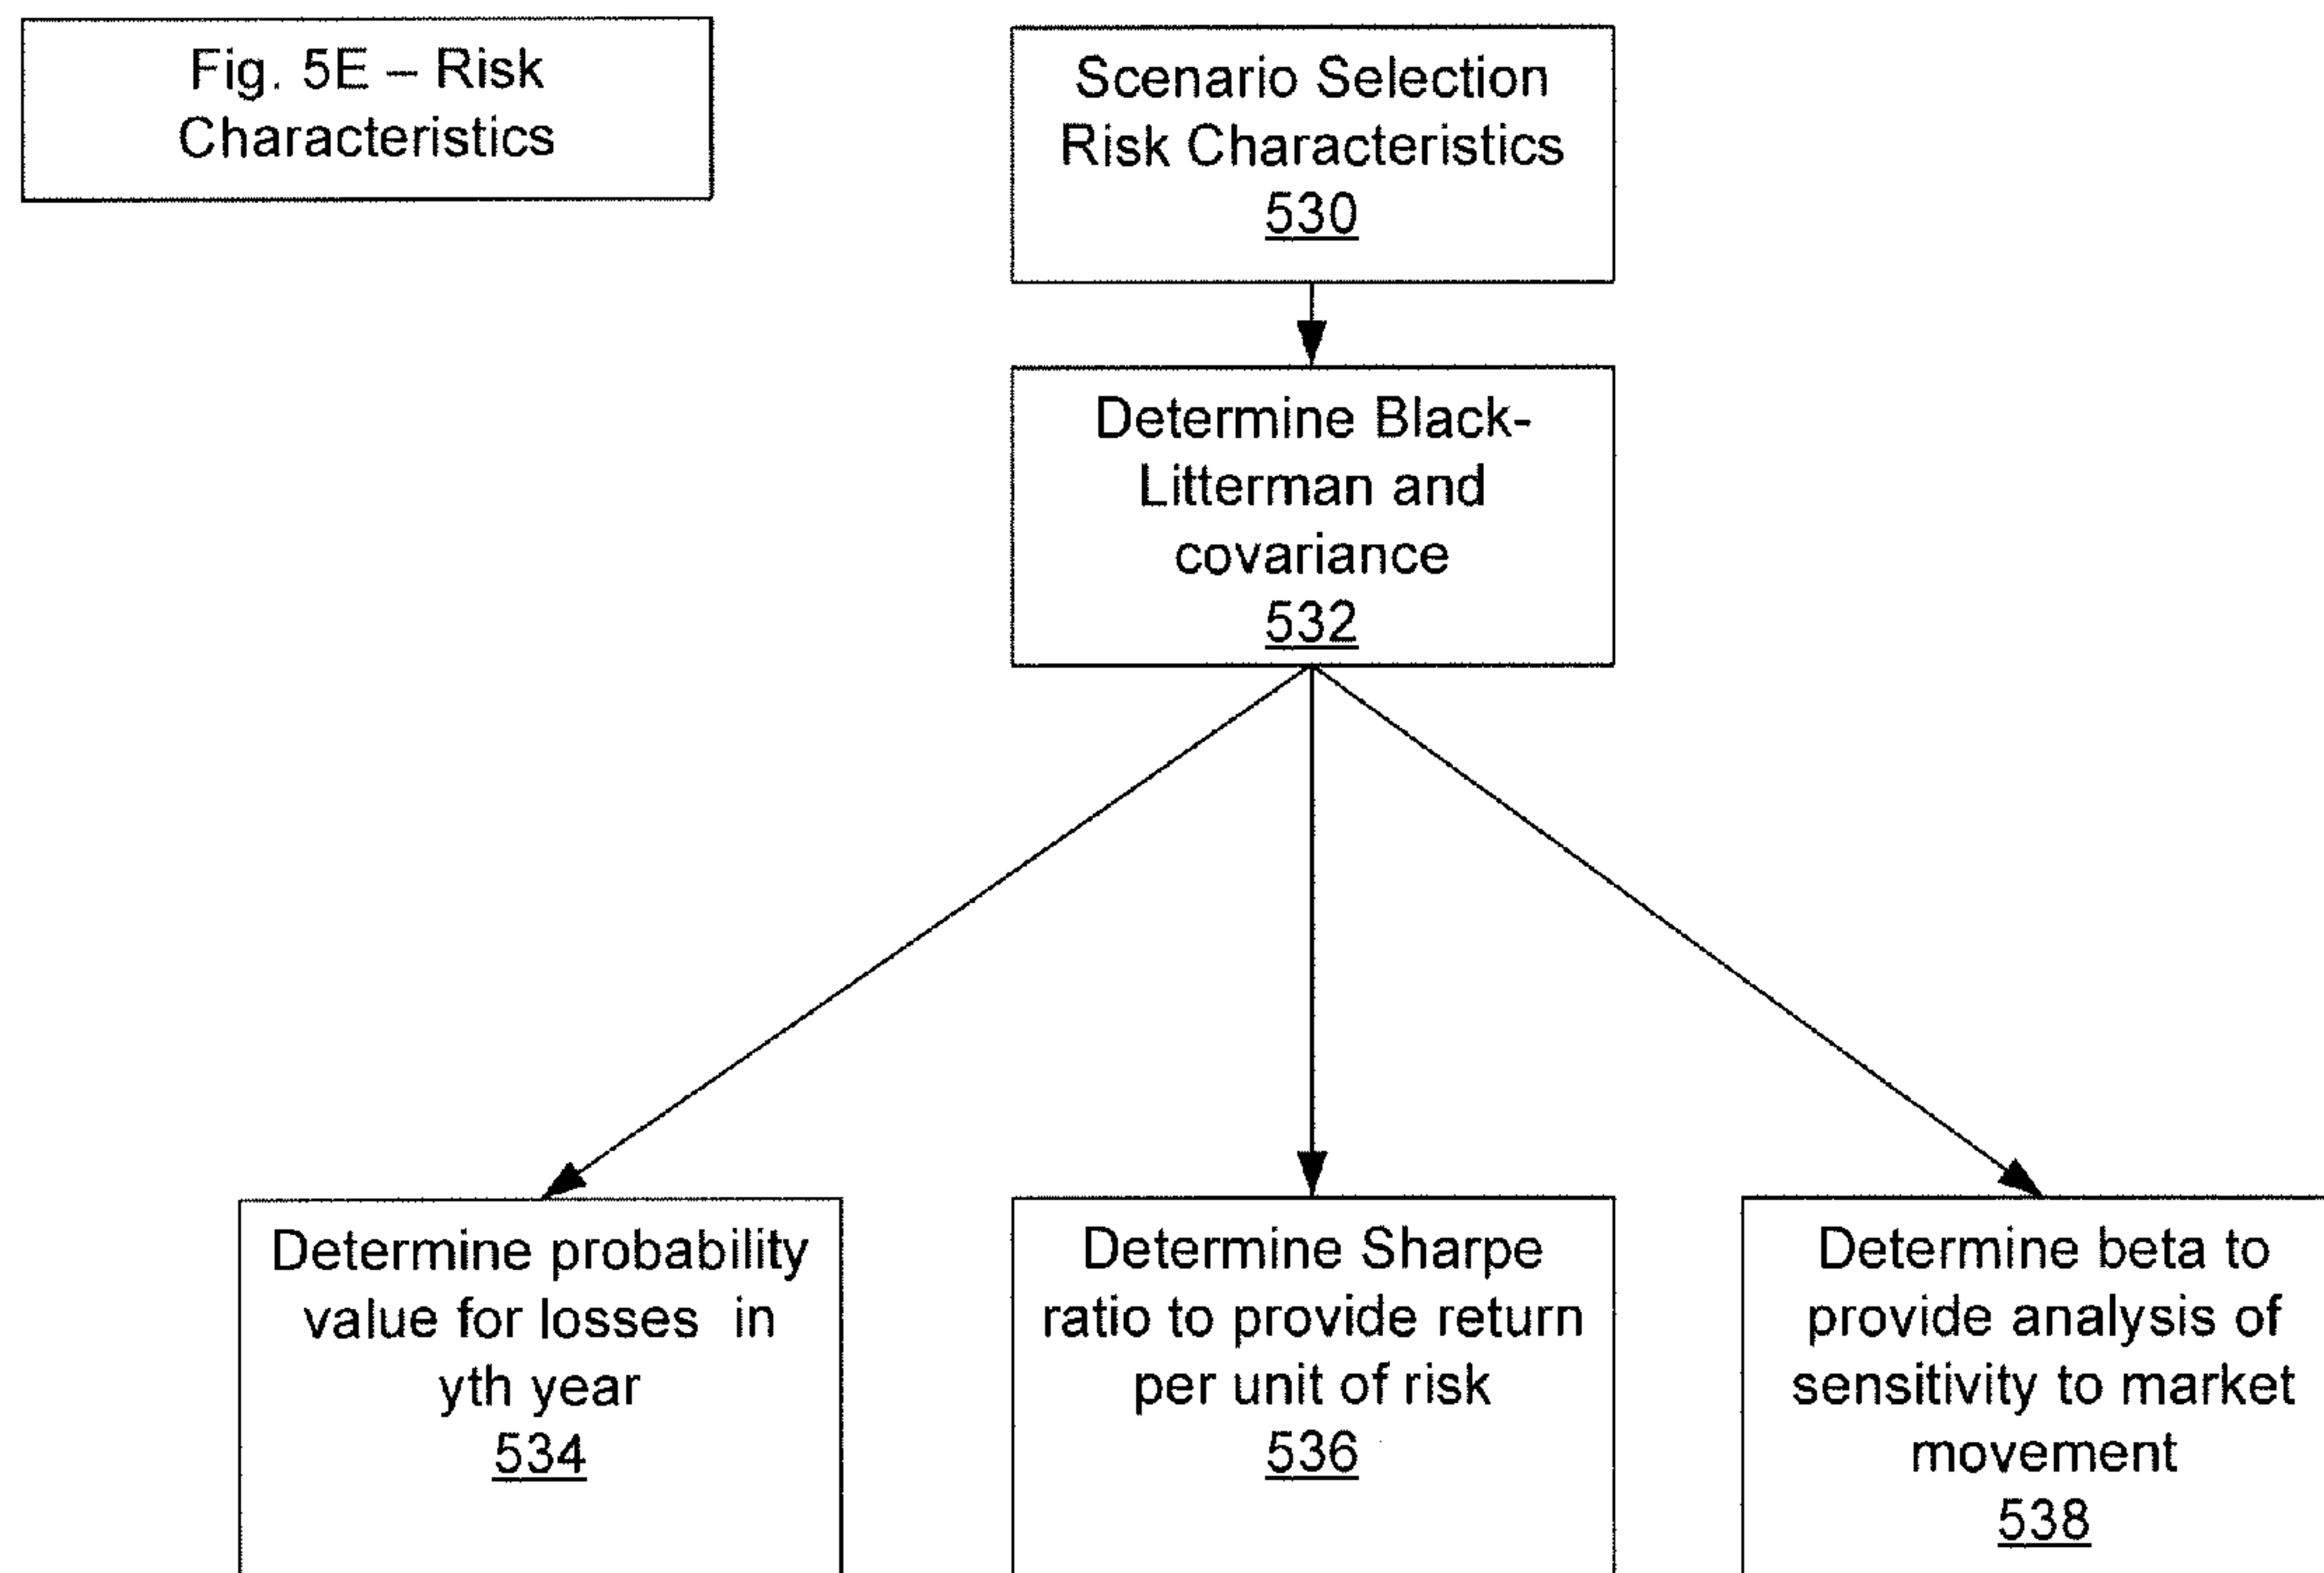 Fig. 5E – Risk
Characteristics
Scenario Selection
Risk Characteristics
530
Determine Black-
Litterman and
covariance
532
Determine probability
value for losses in
yth year
534
Determine Sharpe
ratio to provide return
per unit of risk
536
Determine beta to
provide analysis of
sensitivity to market
movement
538